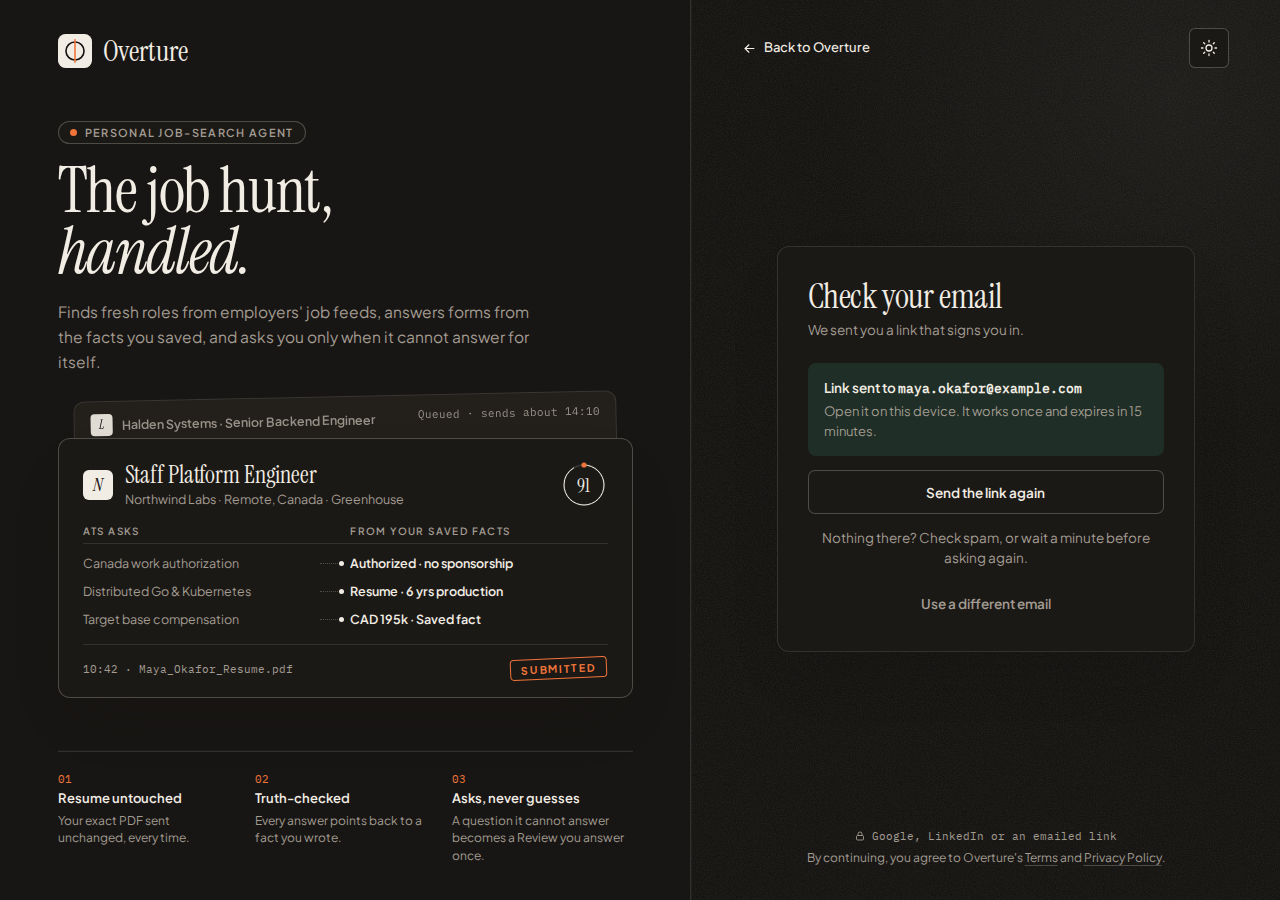 Overture
PERSONAL JOB-SEARCH AGENT
The job hunt,
handled.
Finds fresh roles from employers' job feeds, answers forms from
the facts you saved, and asks you only when it cannot answer for
itself.
L Halden Systems · Senior Backend Engineer Queued · sends about 14:10
N Staff Platform Engineer 91
Northwind Labs · Remote, Canada · Greenhouse
ATS ASKS FROM YOUR SAVED FACTS
Canada work authorization Authorized · no sponsorship
Distributed Go & Kubernetes Resume · 6 yrs production
Target base compensation CAD 195k · Saved fact
10:42 · Maya_Okafor_Resume.pdf SUBMITTED
01
Resume untouched
Your exact PDF sent
unchanged, every time.
02
Truth-checked
Every answer points back to a
fact you wrote.
03
Asks, never guesses
A question it cannot answer
becomes a Review you answer
once.
← Back to Overture
Check your email
We sent you a link that signs you in.
Link sent to maya.okafor@example.com
Open it on this device. It works once and expires in 15
minutes.
Send the link again
Nothing there? Check spam, or wait a minute before
asking again.
Use a different email
Google, LinkedIn or an emailed link
By continuing, you agree to Overture's Terms and Privacy Policy.